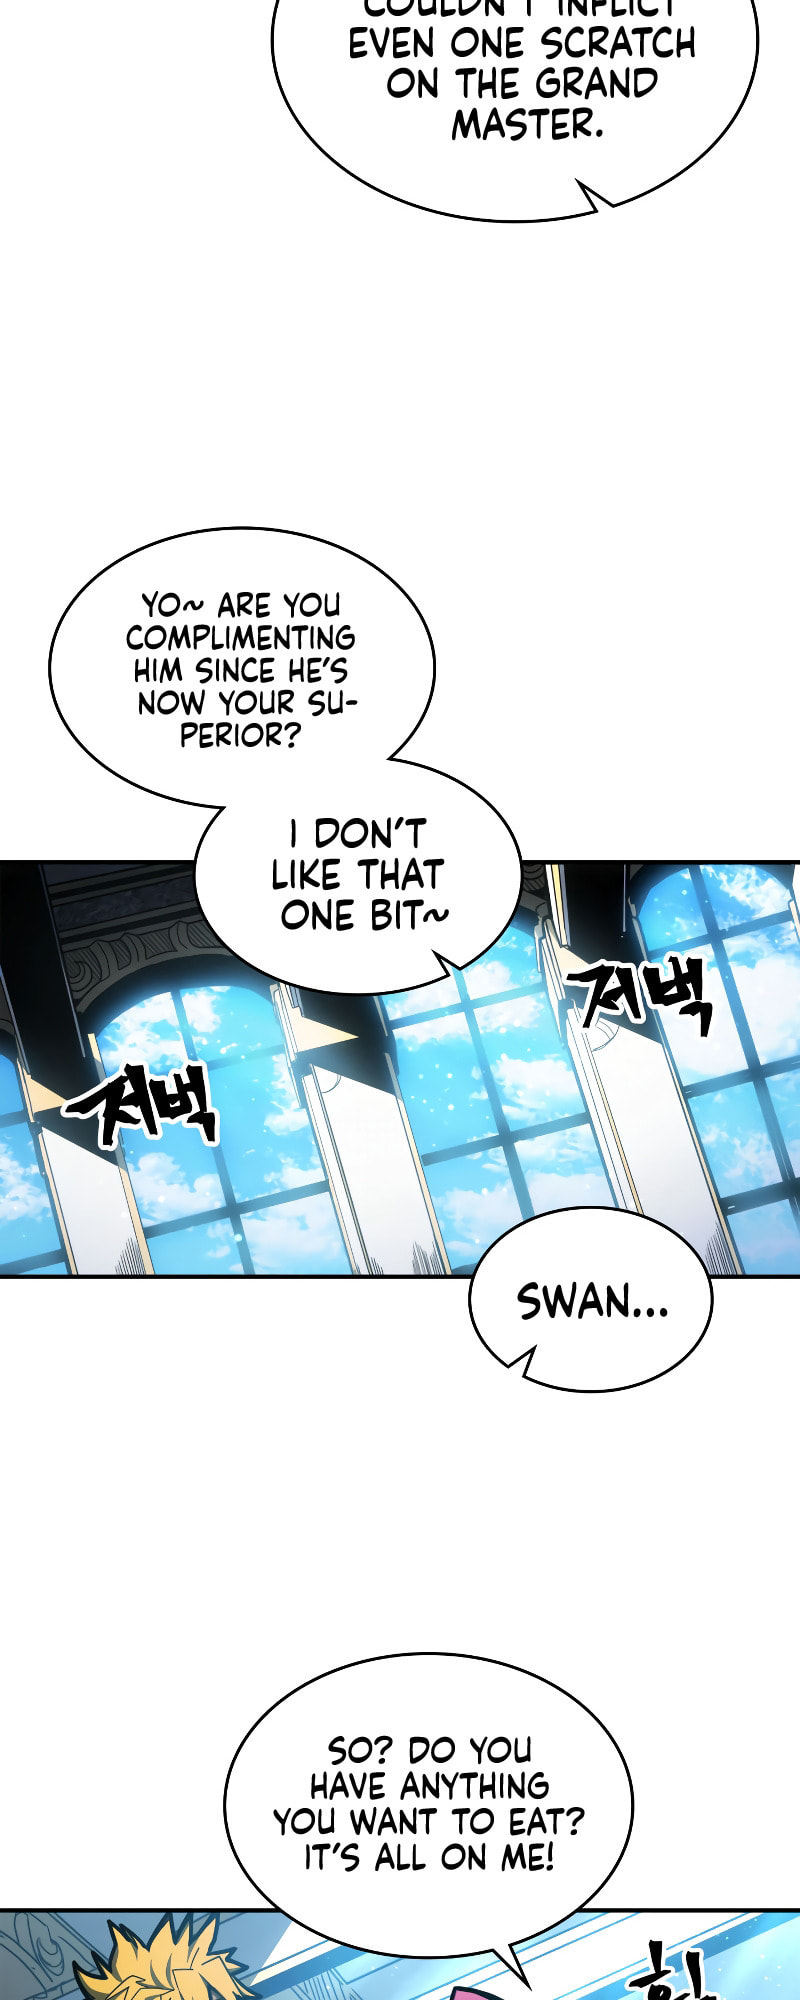 COULDN'T INFLICT
EVEN ONE SCRATCH
ON THE GRAND
MASTER.
YO~ ARE YOU
COMPLIMENTING
HIM SINCE HE'S
NOW YOUR SU-
PERIOR?
I DON'T
LIKE THAT
ONE BIT~
저벅
저벅
SWAN...
SO? DO YOU
HAVE ANYTHING
YOU WANT TO EAT?
IT'S ALL ON ME!